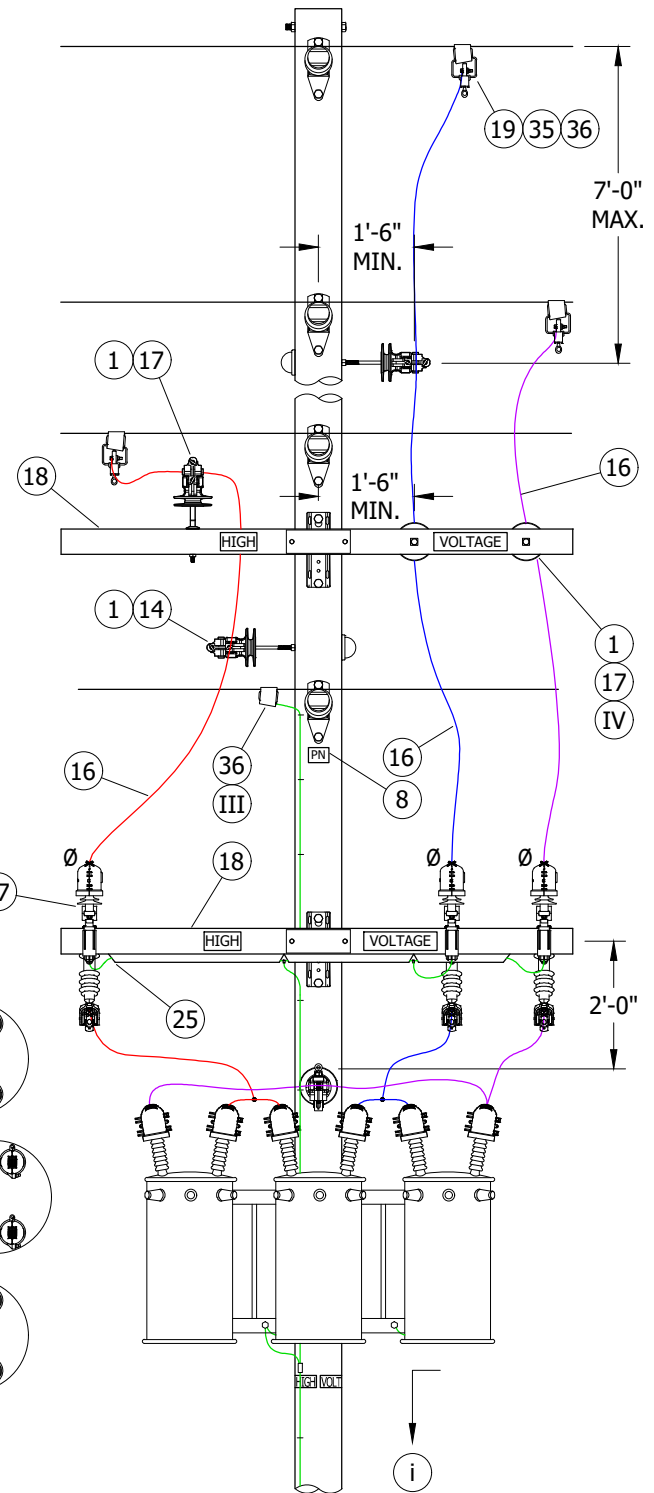 19 35 36
7'-0"
MAX.
1'-6"
MIN.
1 17
16
18
1'-6"
MIN.
HIGH
VOLTAGE
1 14
1
17
IV
PN
16
36
III
16
8
Ø
Ø
Ø
7
18
HIGH
VOLTAGE
25
2'-0"
HIGH VOLT
i